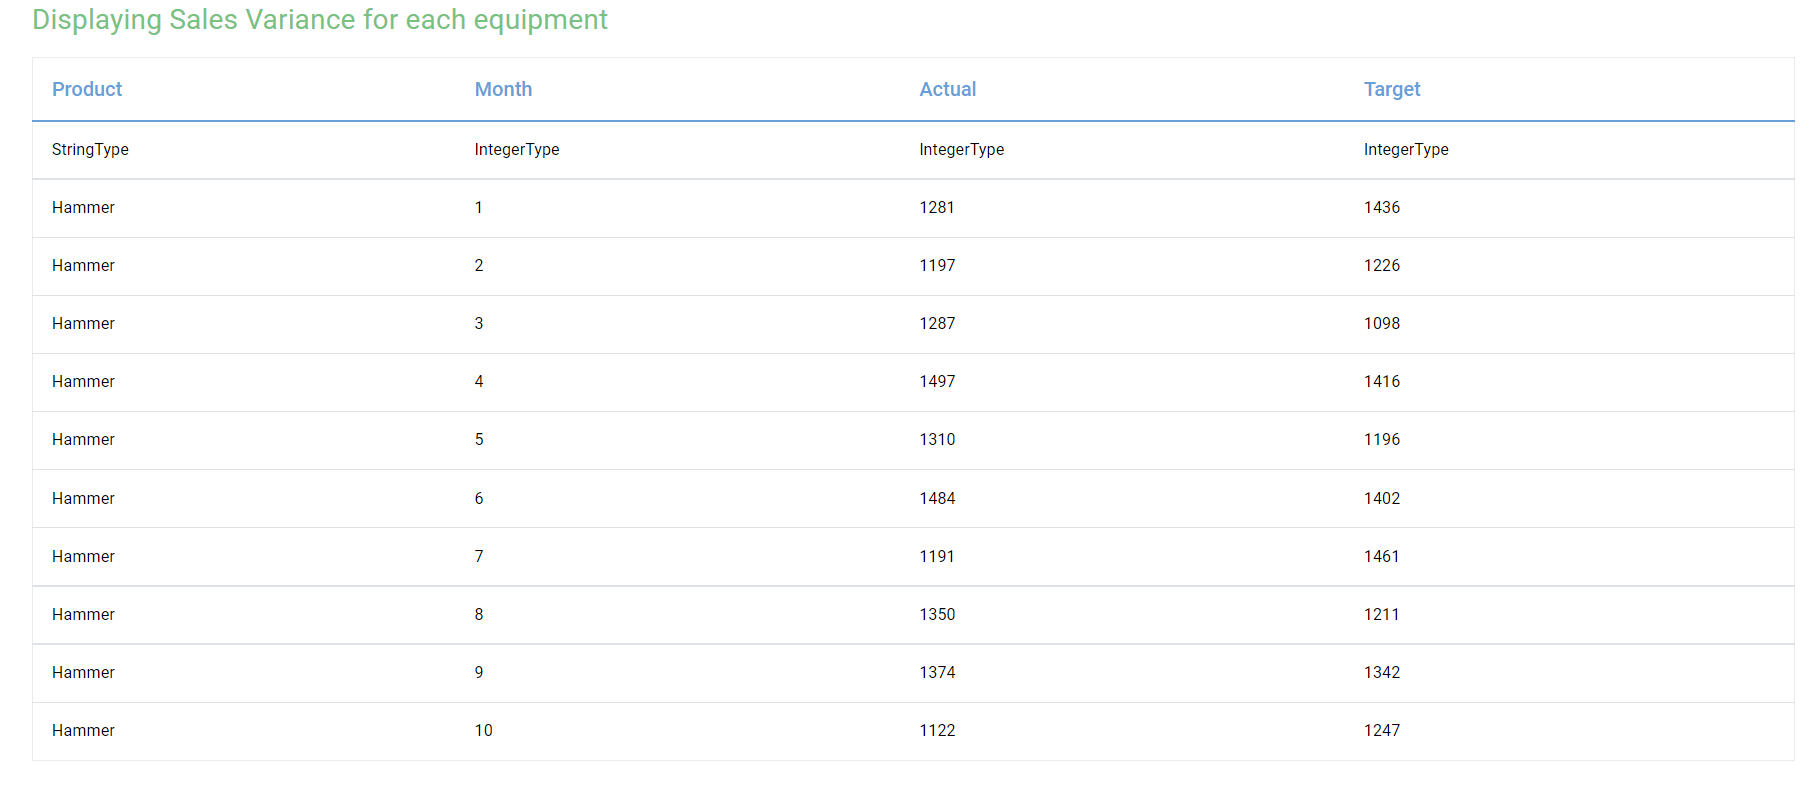 Displaying Sales Variance for each equipment
Product Month Actual Target
StringType IntegerType IntegerType IntegerType
Hammer 1 1281 1436
Hammer 2 1197 1226
Hammer 3 1287 1098
Hammer 4 1497 1416
Hammer 5 1310 1196
Hammer 6 1484 1402
Hammer 7 1191 1461
Hammer 8 1350 1211
Hammer 9 1374 1342
Hammer 10 1122 1247